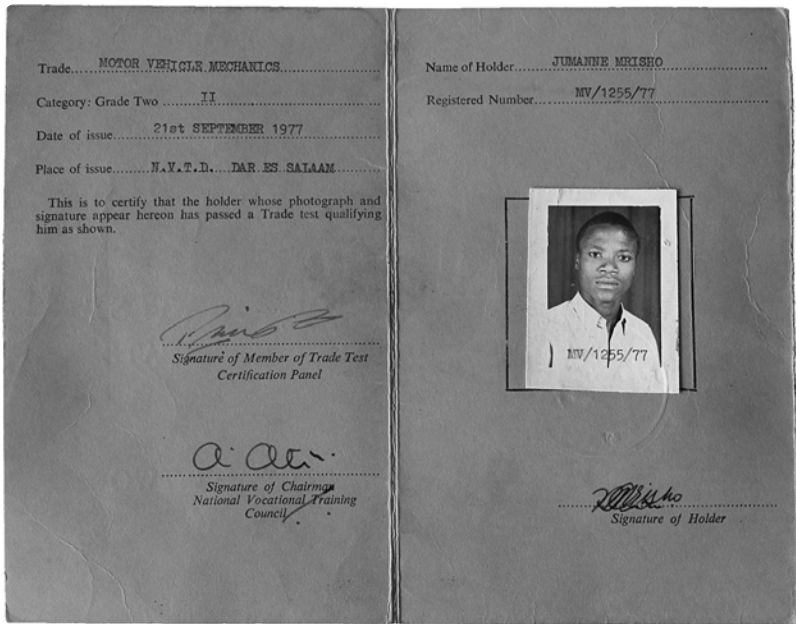 Trade....MOTOR VEHICLE MECHANICS
Category: Grade Two ........II
Date of issue........21st SEPTEMBER 1977
Place of issue.......N.V.T.D. DAR ES SALAAM
This is to certify that the holder whose photograph and
signature appear hereon has passed a Trade test qualifying
him as shown.
Signature of Member of Trade Test
Certification Panel
Signature of Chairman
National Vocational Training
Council
Name of Holder........JUMANNE MRISHO
Registered Number........MV/1255/77
MV/1255/77
Mrisho
Signature of Holder